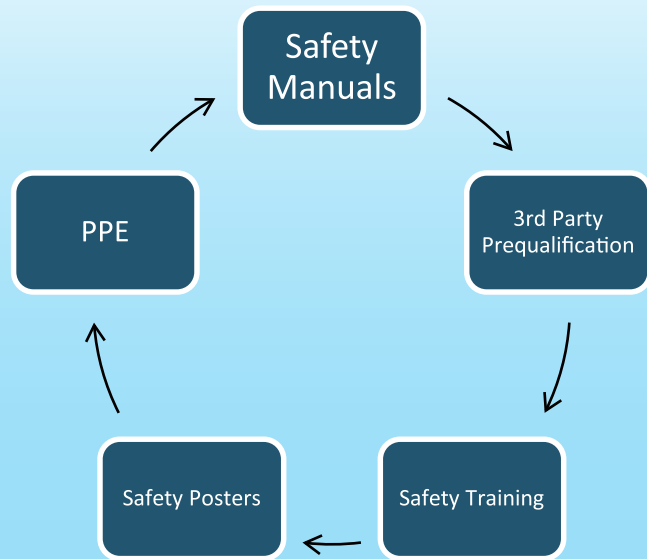 Safety
Manuals
3rd Party
Prequalification
Safety Training
Safety Posters
PPE